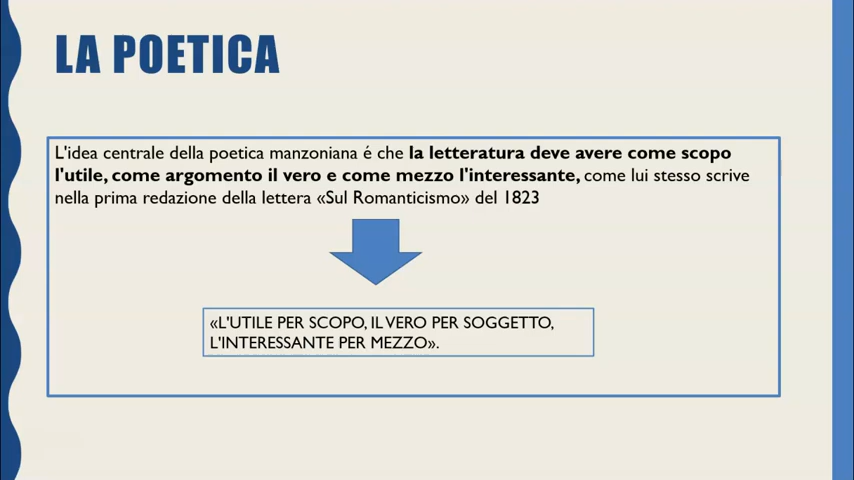 LA POETICA
L'idea centrale della poetica manzoniana é che la letteratura deve avere come scopo
l'utile, come argomento il vero e come mezzo l'interessante, come lui stesso scrive
nella prima redazione della lettera «Sul Romanticismo» del 1823
«L'UTILE PER SCOPO, IL VERO PER SOGGETTO,
L'INTERESSANTE PER MEZZO».